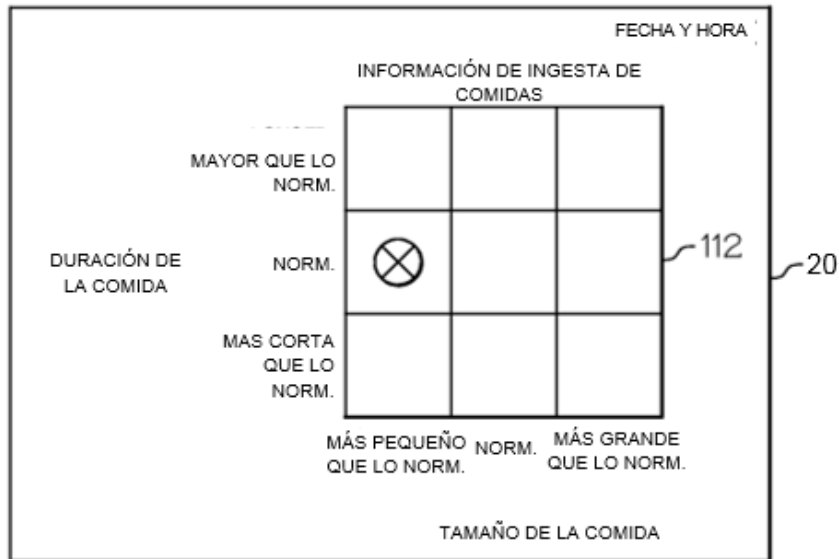 FECHA Y HORA
INFORMACIÓN DE INGESTA DE
COMIDAS
MAYOR QUE LO
NORM.
DURACIÓN DE
LA COMIDA
NORM.
112
20
MAS CORTA
QUE LO
NORM.
MÁS PEQUEÑO
QUE LO NORM.
NORM.
MÁS GRANDE
QUE LO NORM.
TAMAÑO DE LA COMIDA